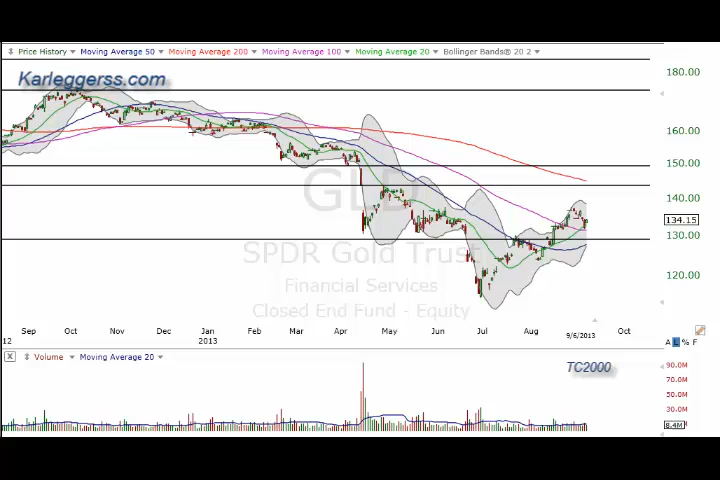 Price History Moving Average 50 Moving Average 200 Moving Average 100 Moving Average 20 Bollinger Bands® 20 2
Karleggerss.com
180.00
160.00
150.00
140.00
134.15
130.00
120.00
GLD
SPDR Gold Trust
Financial Services
Closed End Fund - Equity
12 Sep Oct Nov Dec Jan Feb Mar Apr May Jun Jul Aug 9/6/2013 Oct
2013
A L % F
X Volume Moving Average 20
TC2000
90.0M
70.0M
50.0M
30.0M
8.4M